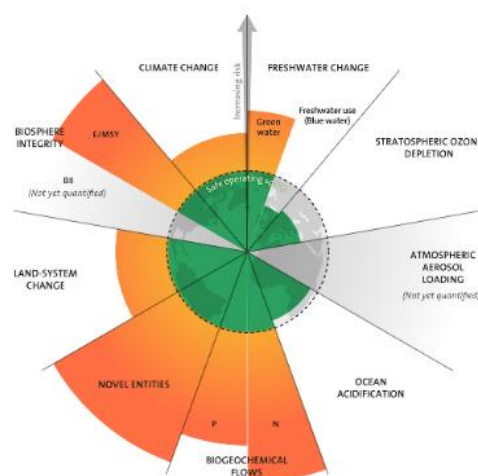 CLIMATE CHANGE
FRESHWATER CHANGE
Increasing risk
Freshwater use
(Blue water)
Green
water
BIOSPHERE
INTEGRITY
E/MSY
STRATOSPHERIC OZON
DEPLETION
BII
(Not yet quantified)
Safe operating
LAND-SYSTEM
CHANGE
ATMOSPHERIC
AEROSOL
LOADING
(Not yet quantified)
NOVEL ENTITIES
OCEAN
ACIDIFICATION
P
N
BIOGEOCHEMICAL
FLOWS